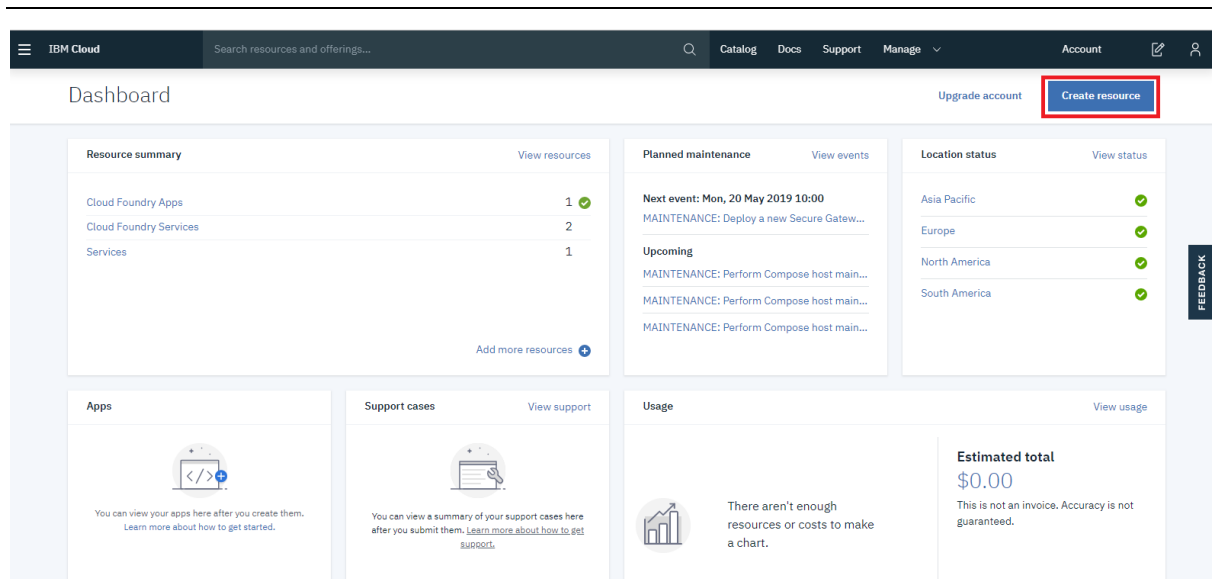 IBM Cloud
Search resources and offerings...
Catalog
Docs
Support
Manage
Account
Dashboard
Upgrade account
Create resource
Resource summary
View resources
Cloud Foundry Apps
1
Cloud Foundry Services
2
Services
1
Add more resources
Planned maintenance
View events
Next event: Mon, 20 May 2019 10:00
MAINTENANCE: Deploy a new Secure Gatew...
Upcoming
MAINTENANCE: Perform Compose host main...
MAINTENANCE: Perform Compose host main...
MAINTENANCE: Perform Compose host main...
Location status
View status
Asia Pacific
Europe
North America
South America
FEEDBACK
Apps
You can view your apps here after you create them.
Learn more about how to get started.
Support cases
View support
You can view a summary of your support cases here
after you submit them. Learn more about how to get
support.
Usage
View usage
There aren't enough
resources or costs to make
a chart.
Estimated total
$0.00
This is not an invoice. Accuracy is not
guaranteed.